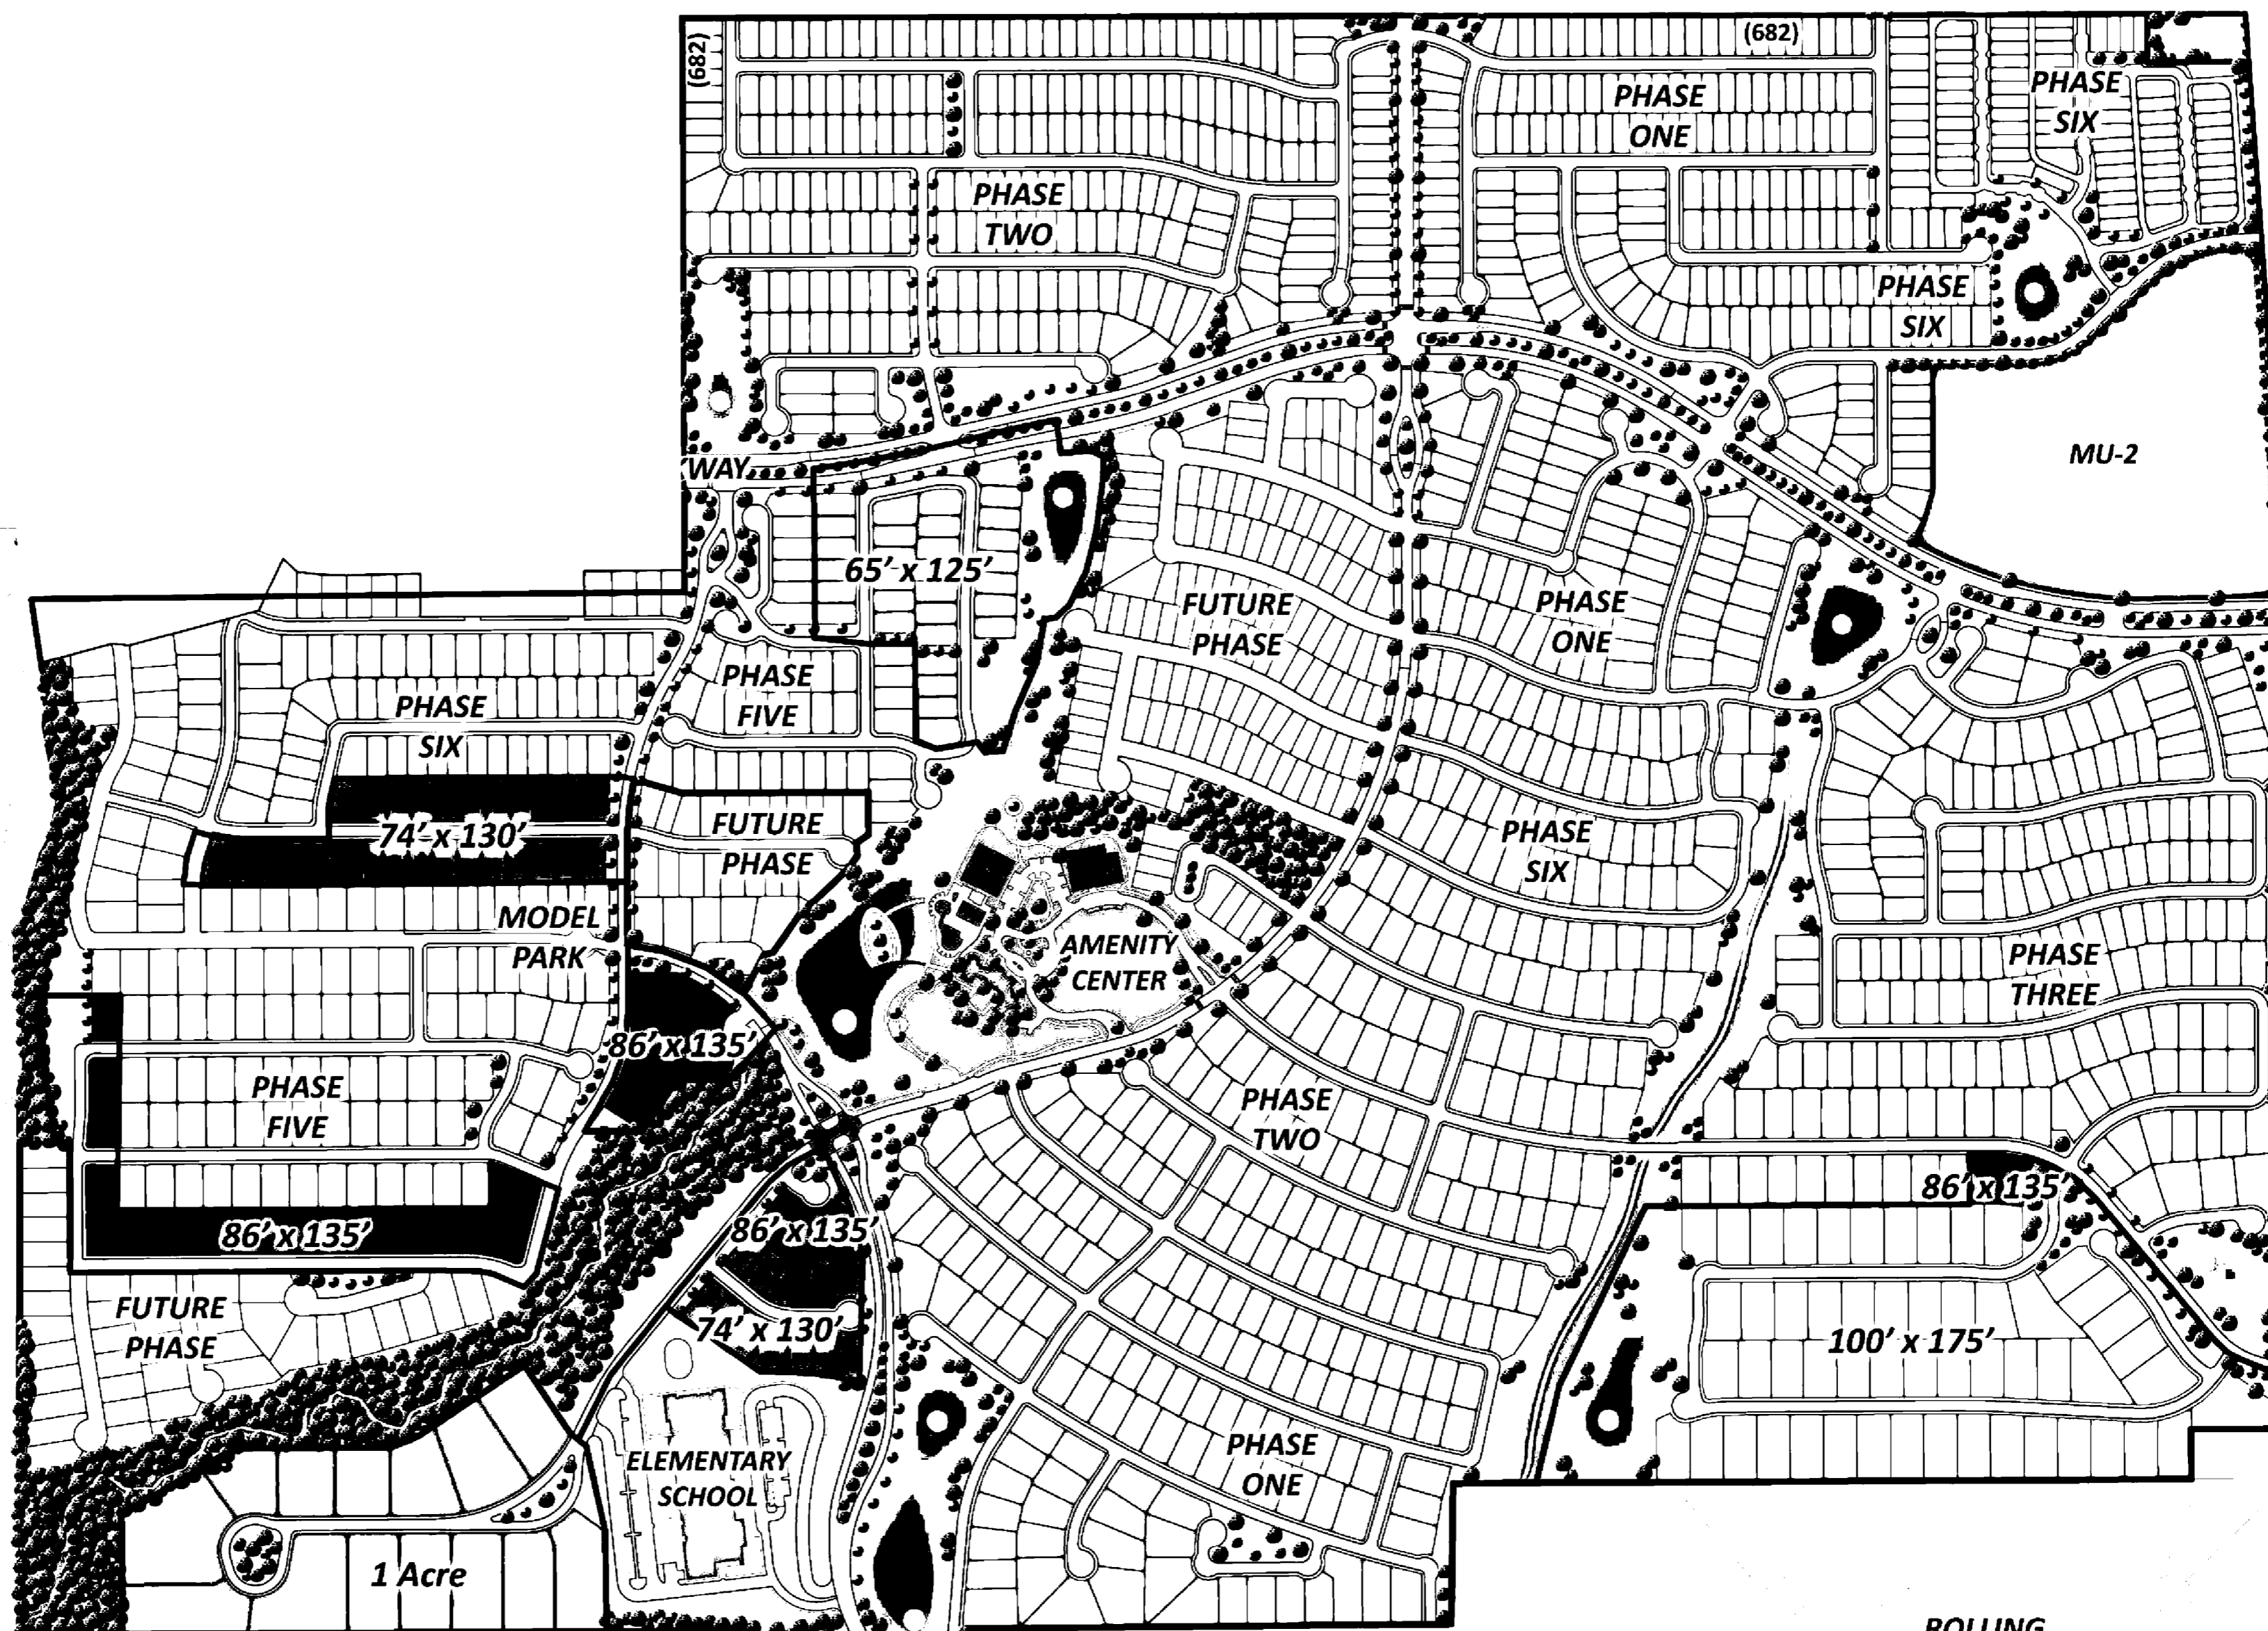 (682)
(682)
PHASE
ONE
PHASE
SIX
PHASE
TWO
PHASE
SIX
MU-2
KWAY
65' x 125'
FUTURE
PHASE
PHASE
ONE
PHASE
FIVE
PHASE
SIX
74' x 130'
FUTURE
PHASE
PHASE
SIX
MODEL
PARK
AMENITY
CENTER
PHASE
THREE
86' x 135'
PHASE
FIVE
PHASE
TWO
86' x 135'
86' x 135'
86' x 135'
FUTURE
PHASE
74' x 130'
100' x 175'
ELEMENTARY
SCHOOL
PHASE
ONE
1 Acre
ROLLING